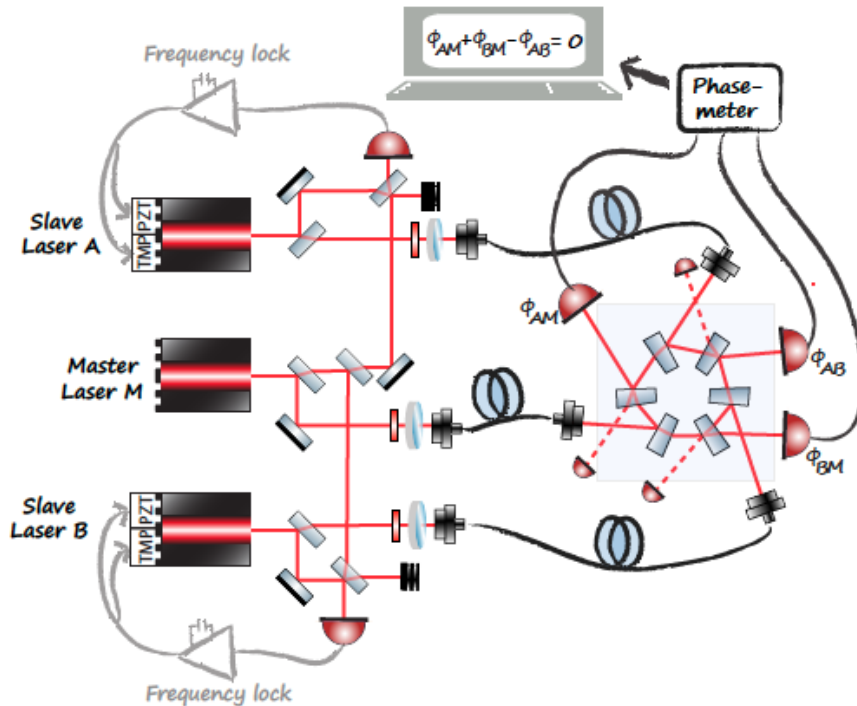 Frequency lock
ϕAM+ϕBM-ϕAB=0
Phase-
meter
Slave
Laser A
TMP PZT
ϕAM
ϕAB
Master
Laser M
ϕBM
Slave
Laser B
TMP PZT
Frequency lock